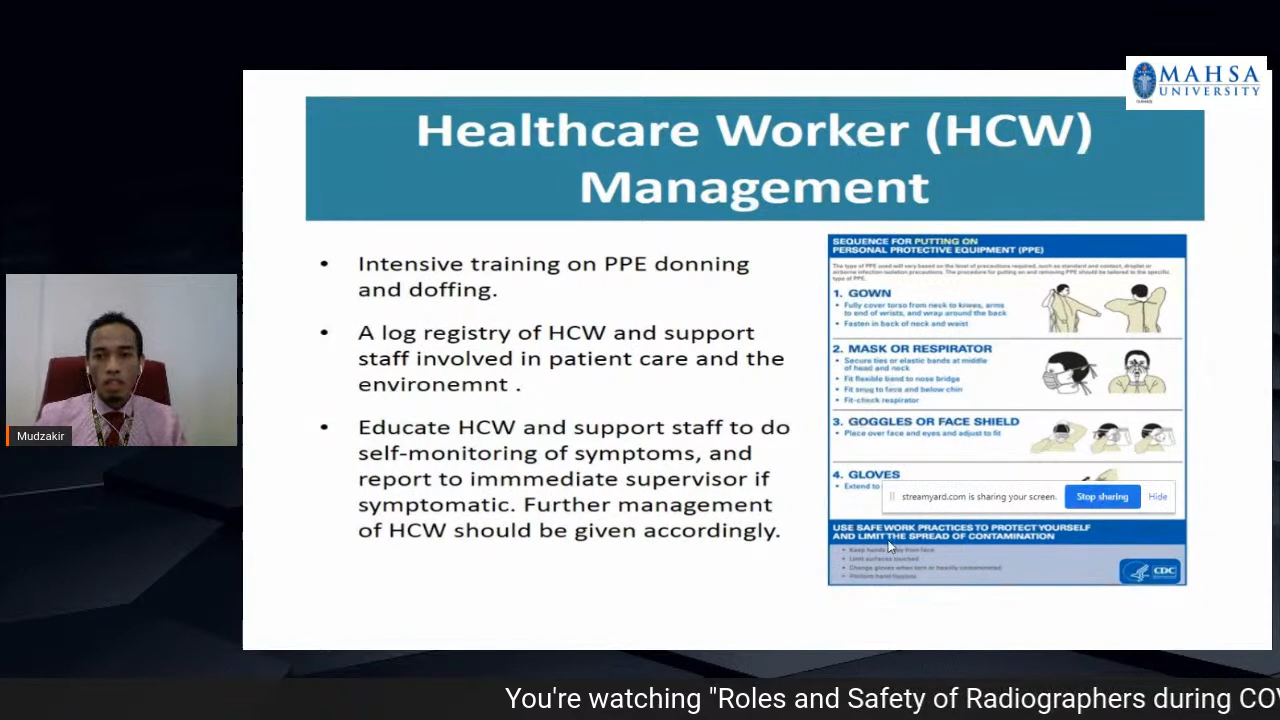 MAHSA
UNIVERSITY
Healthcare Worker (HCW)
Management
• Intensive training on PPE donning
and doffing.
• A log registry of HCW and support
staff involved in patient care and the
environemnt .
• Educate HCW and support staff to do
self-monitoring of symptoms, and
report to immmediate supervisor if
symptomatic. Further management
of HCW should be given accordingly.
SEQUENCE FOR PUTTING ON
PERSONAL PROTECTIVE EQUIPMENT (PPE)
The type of PPE used will vary based on the level of precautions required, such as standard and contact, droplet or
airborne infection isolation precautions. The procedure for putting on and removing PPE should be tailored to the specific
type of PPE.
1. GOWN
• Fully cover torso from neck to knees, arms
to end of wrists, and wrap around the back
• Fasten in back of neck and waist
2. MASK OR RESPIRATOR
• Secure ties or elastic bands at middle
of head and neck
• Fit flexible band to nose bridge
• Fit snug to face and below chin
• Fit-check respirator
3. GOGGLES OR FACE SHIELD
• Place over face and eyes and adjust to fit
4. GLOVES
• Extend to
streamyard.com is sharing your screen.
Stop sharing
Hide
USE SAFE WORK PRACTICES TO PROTECT YOURSELF
AND LIMIT THE SPREAD OF CONTAMINATION
• Keep hands away from face
• Limit surfaces touched
• Change gloves when torn or heavily contaminated
• Perform hand hygiene
CDC
Mudzakir
You're watching "Roles and Safety of Radiographers during CO